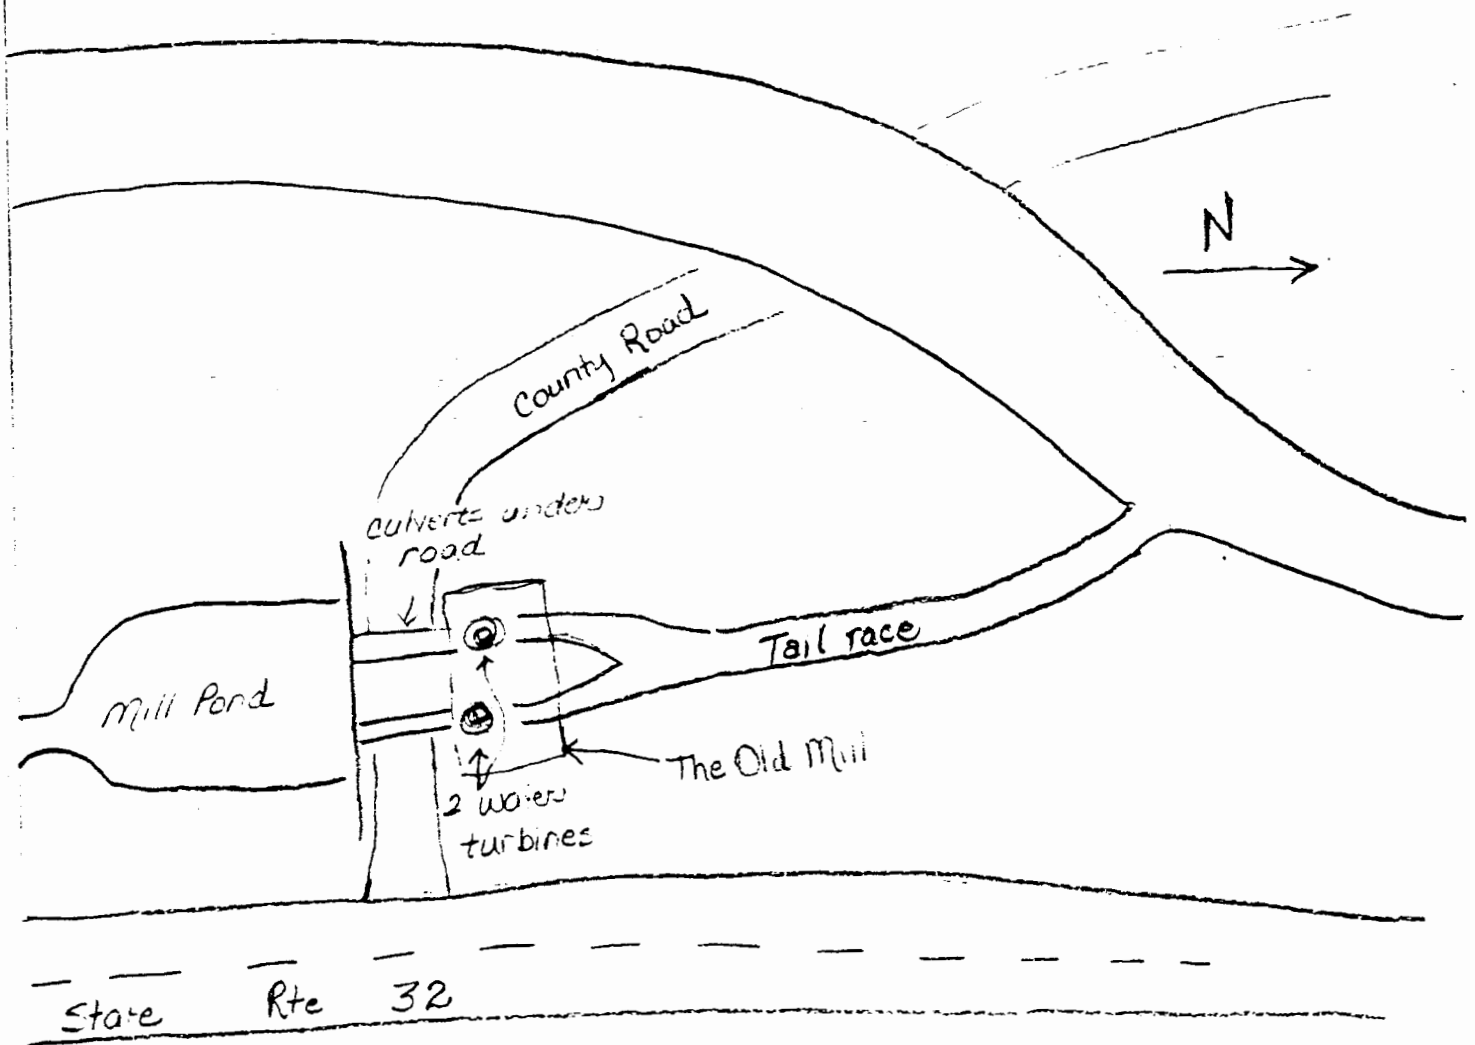 N
County Road
culverts under
road
Mill Pond
Tail race
The Old Mill
2 water
turbines
State Rte 32